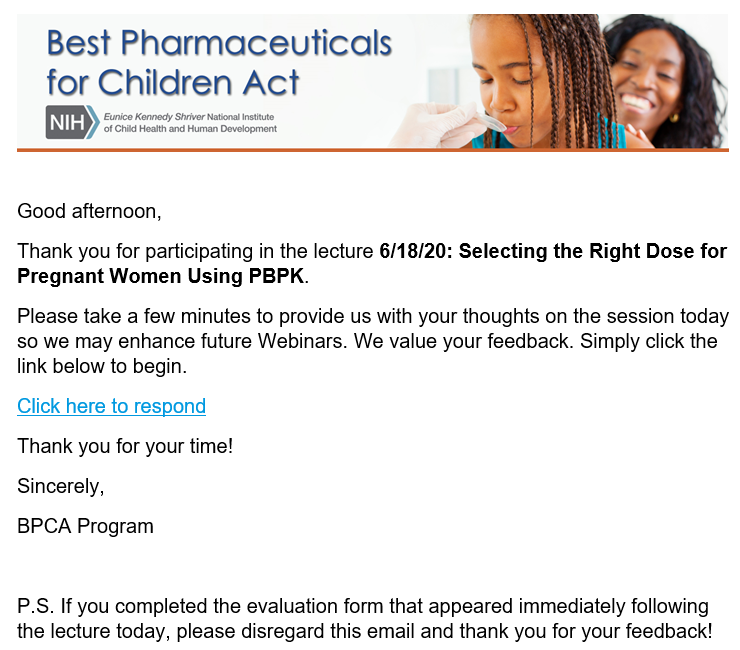 Best Pharmaceuticals
for Children Act
NIH
Eunice Kennedy Shriver National Institute
of Child Health and Human Development
Good afternoon,
Thank you for participating in the lecture 6/18/20: Selecting the Right Dose for
Pregnant Women Using PBPK.
Please take a few minutes to provide us with your thoughts on the session today
so we may enhance future Webinars. We value your feedback. Simply click the
link below to begin.
Click here to respond
Thank you for your time!
Sincerely,
BPCA Program
P.S. If you completed the evaluation form that appeared immediately following
the lecture today, please disregard this email and thank you for your feedback!